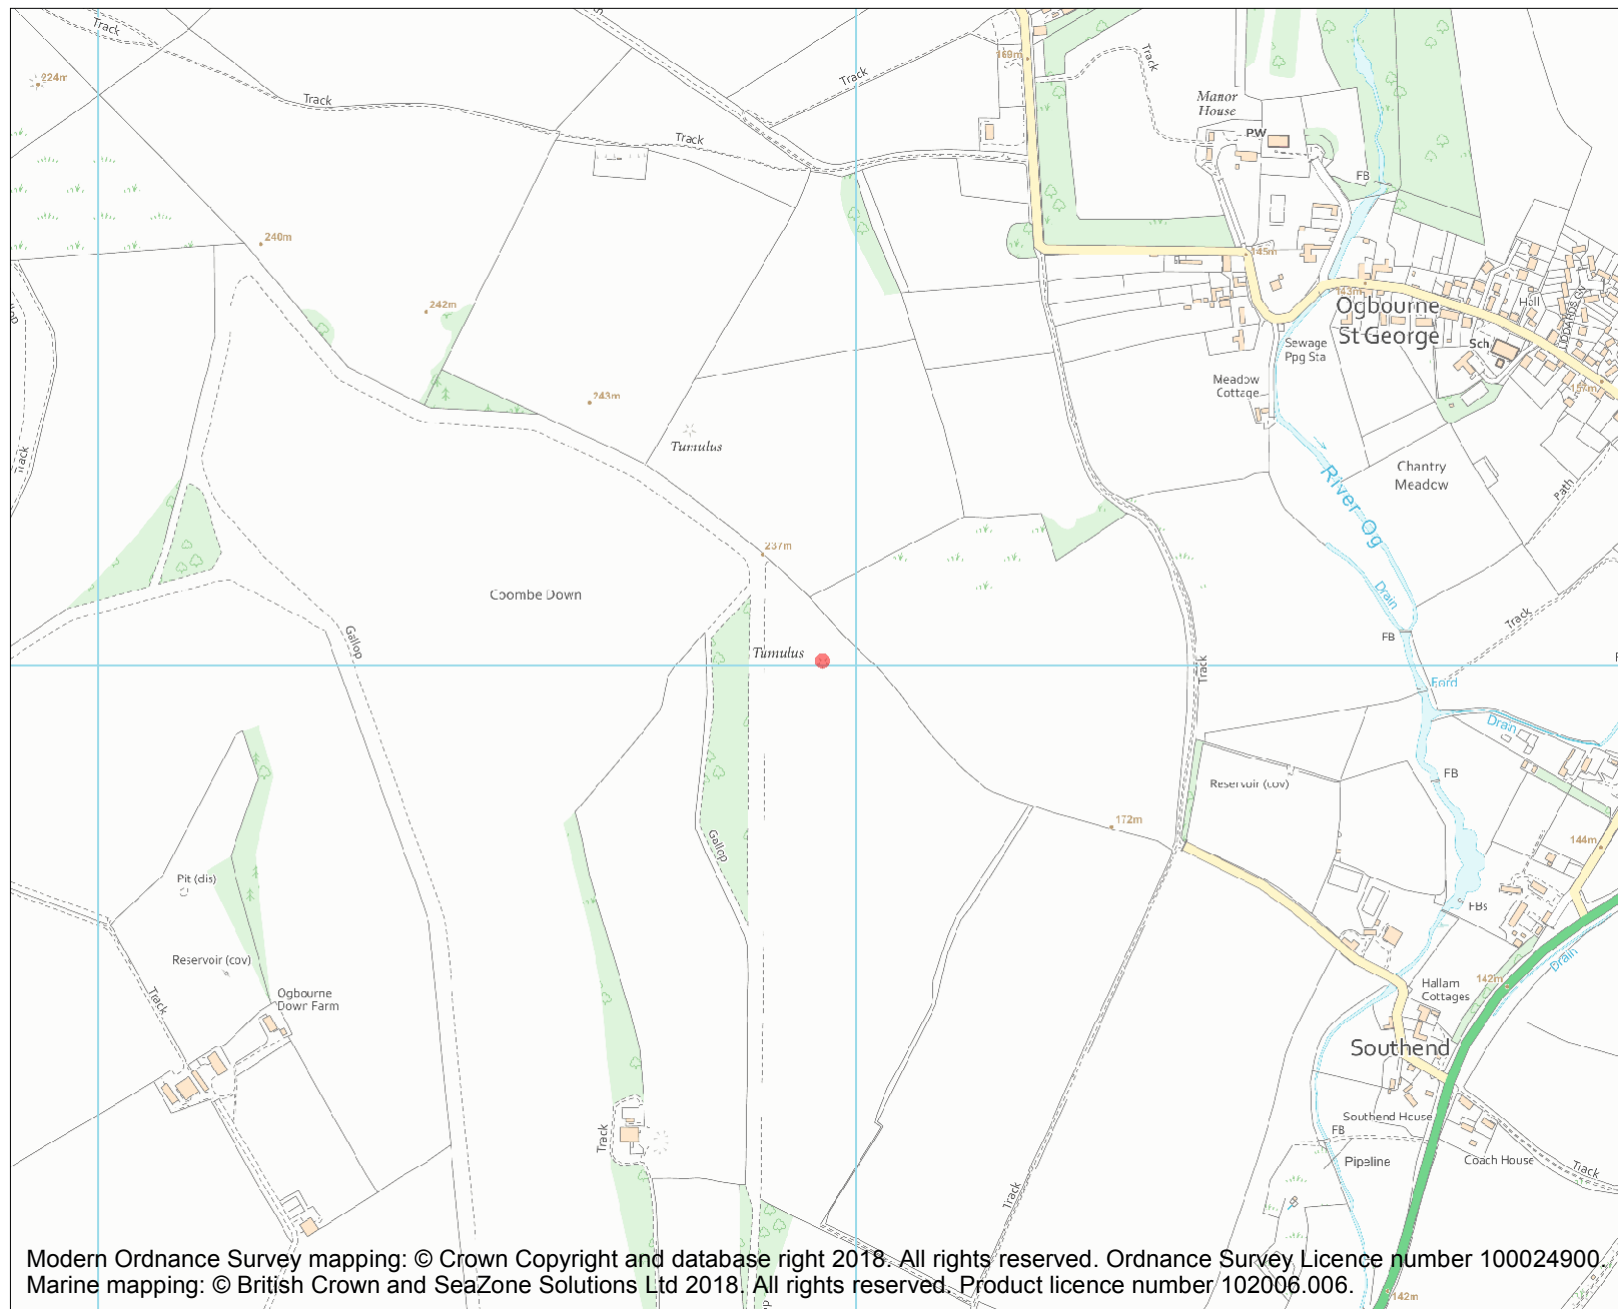 Track
224m
Track
Track
Track
169m
Track
Manor
House
PW
FB
240m
145m
143m
242m
Ogbourne
St George
Hall
Sewage
Ppg Sta
Sch
Meadow
Cottage
157m
243m
Tumulus
Track
Chantry
Meadow
River Og
Path
237m
Coombe Down
Drain
Track
FB
Gallop
Tumulus
Track
Ford
Drain
FB
Reservoir (cov)
172m
144m
Gallop
Pit (dis)
FBs
Reservoir (cov)
Drain
142m
Hallam
Cottages
Ogbourne
Down Farm
Track
Southend
Southend House
FB
Track
Pipeline
Coach House
Track
Track
Modern Ordnance Survey mapping: © Crown Copyright and database right 2018. All rights reserved. Ordnance Survey Licence number 100024900.
Marine mapping: © British Crown and SeaZone Solutions Ltd 2018. All rights reserved. Product licence number 102006.006.
142m